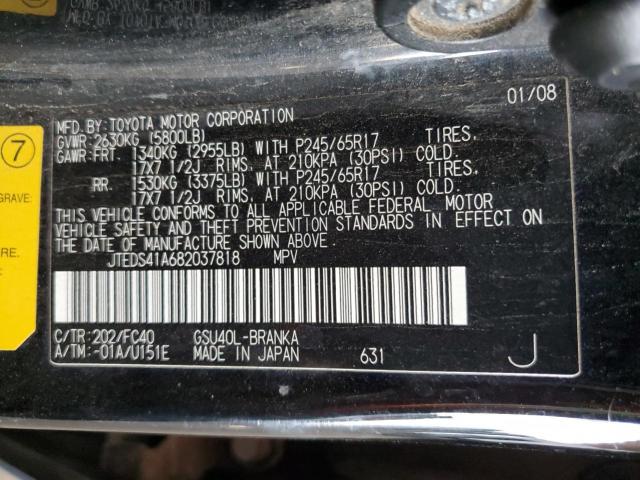 01/08
MFD.BY:TOYOTA MOTOR CORPORATION
GVWR:2630KG (5800LB)
GAWR:FRT 1340KG (2955LB) WITH P245/65R17 TIRES.
17X7 1/2J RIMS. AT 210KPA (30PSI) COLD.
RR. 1530KG (3375LB) WITH P245/65R17 TIRES.
17X7 1/2J RIMS. AT 210KPA (30PSI) COLD.
THIS VEHICLE CONFORMS TO ALL APPLICABLE FEDERAL MOTOR
VEHICLE SAFETY AND THEFT PREVENTION STANDARDS IN EFFECT ON
THE DATE OF MANUFACTURE SHOWN ABOVE.
JTEDS41A682037818 MPV
C/TR:202/FC40 GSU40L-BRANKA
A/TM:-01A/U151E MADE IN JAPAN 631 J
7
GRAVE:
TRE